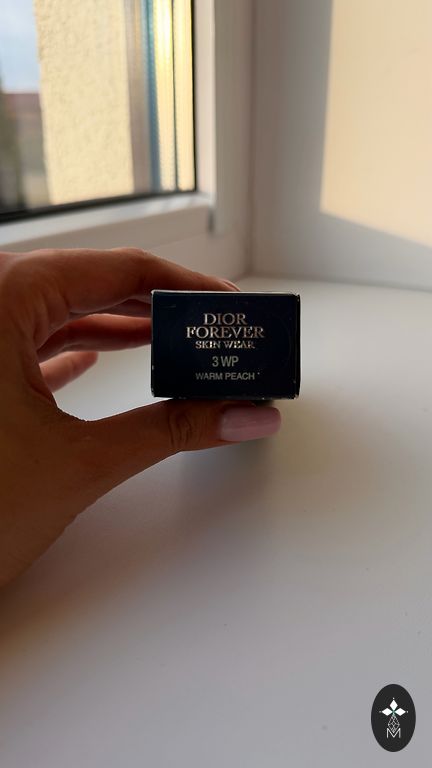 DIOR
FOREVER
SKIN WEAR
3 WP
WARM PEACH
M